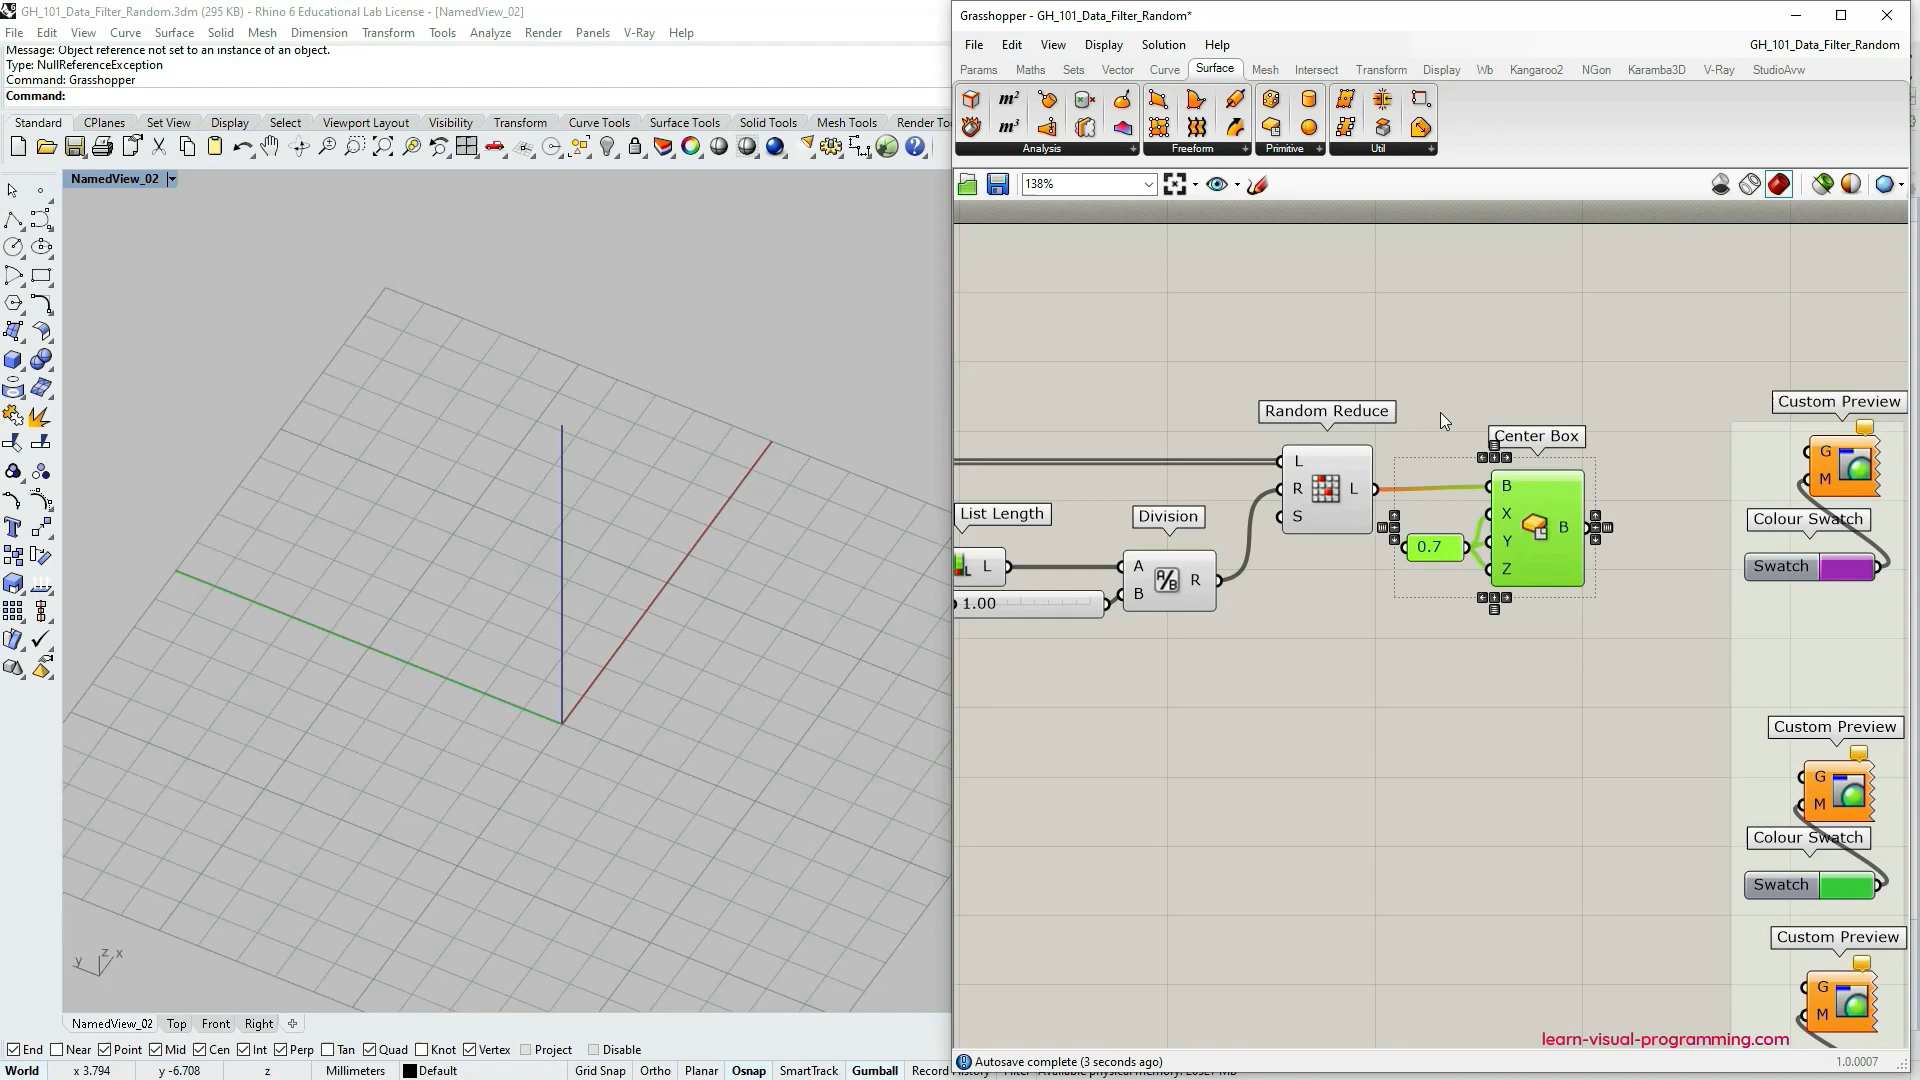 GH_101_Data_Filter_Random.3dm (295 KB) - Rhino 6 Educational Lab License - [NamedView_02]
File Edit View Curve Surface Solid Mesh Dimension Transform Tools Analyze Render Panels V-Ray Help
Message: Object reference not set to an instance of an object.
Type: NullReferenceException
Command: Grasshopper
Command:
Standard CPlanes Set View Display Select Viewport Layout Visibility Transform Curve Tools Surface Tools Solid Tools Mesh Tools Render To
NamedView_02
z x
y
NamedView_02 Top Front Right
End Near Point Mid Cen Int Perp Tan Quad Knot Vertex Project Disable
World x 3.794 y -6.708 z Millimeters Default Grid Snap Ortho Planar Osnap SmartTrack Gumball Record
Grasshopper - GH_101_Data_Filter_Random*
File Edit View Display Solution Help GH_101_Data_Filter_Random
Params Maths Sets Vector Curve Surface Mesh Intersect Transform Display Wb Kangaroo2 NGon Karamba3D V-Ray StudioAvw
m²
m³
Analysis Freeform Primitive Util
138%
Random Reduce
L
R L
S
Center Box
B
X
Y B
Z
0.7
List Length
L
L
Division
A
B R
A/B
1.00
Custom Preview
G
M
Colour Swatch
Swatch
Custom Preview
G
M
Colour Swatch
Swatch
Custom Preview
G
M
learn-visual-programming.com
Autosave complete (3 seconds ago) 1.0.0007